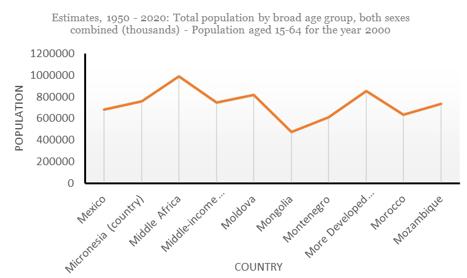 Estimates, 1950 - 2020: Total population by broad age group, both sexes
combined (thousands) - Population aged 15-64 for the year 2000
1200000
1000000
800000
600000
400000
200000
0
POPULATION
Mexico
Micronesia (country)
Middle Africa
Middle-income...
Moldova
Mongolia
Montenegro
More Developed...
Morocco
Mozambique
COUNTRY